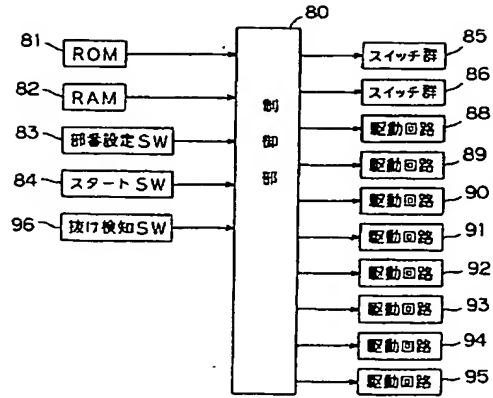 80
81
ROM
82
RAM
83
部番設定SW
84
スタートSW
96
抜け検知SW
制御部
85
スイッチ群
86
スイッチ群
88
駆動回路
89
駆動回路
90
駆動回路
91
駆動回路
92
駆動回路
93
駆動回路
94
駆動回路
95
駆動回路